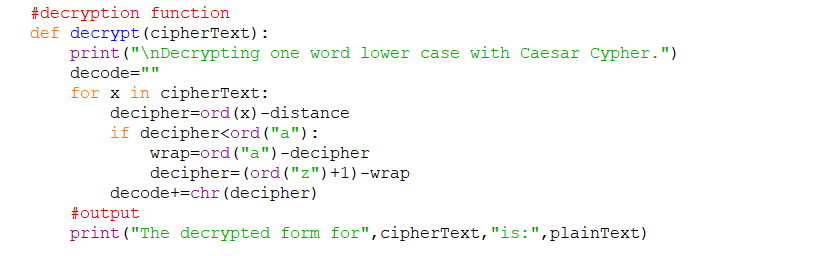 #decryption function
def decrypt(cipherText):
    print("\nDecrypting one word lower case with Caesar Cypher.")
    decode=""
    for x in cipherText:
        decipher=ord(x)-distance
        if decipher<ord("a"):
            wrap=ord("a")-decipher
            decipher=(ord("z")+1)-wrap
        decode+=chr(decipher)
    #output
    print("The decrypted form for",cipherText,"is:",plainText)